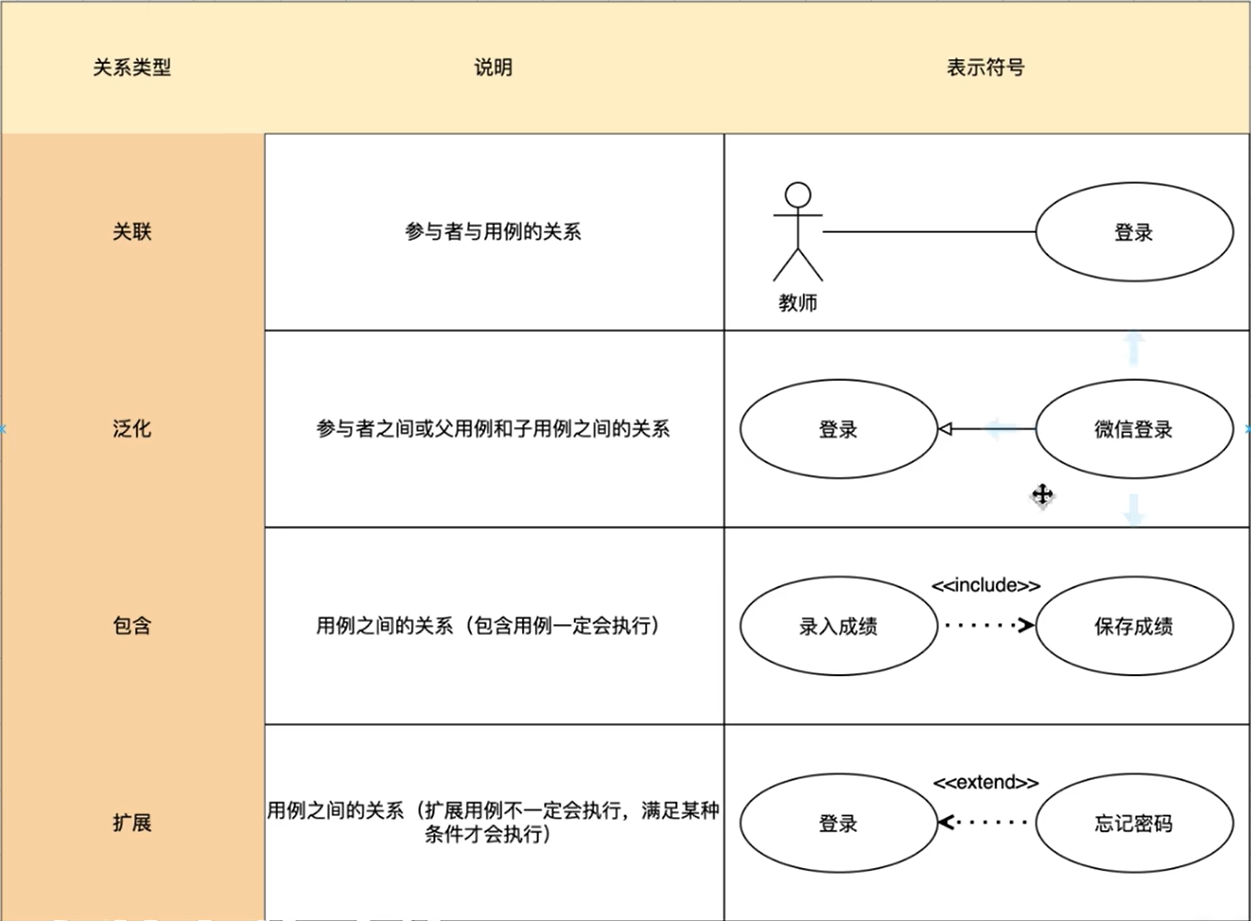 关系类型
说明
表示符号
关联
参与者与用例的关系
登录
教师
泛化
参与者之间或父用例和子用例之间的关系
登录
微信登录
包含
用例之间的关系（包含用例一定会执行）
<<include>>
录入成绩
保存成绩
扩展
用例之间的关系（扩展用例不一定会执行，满足某种
条件才会执行）
<<extend>>
登录
忘记密码